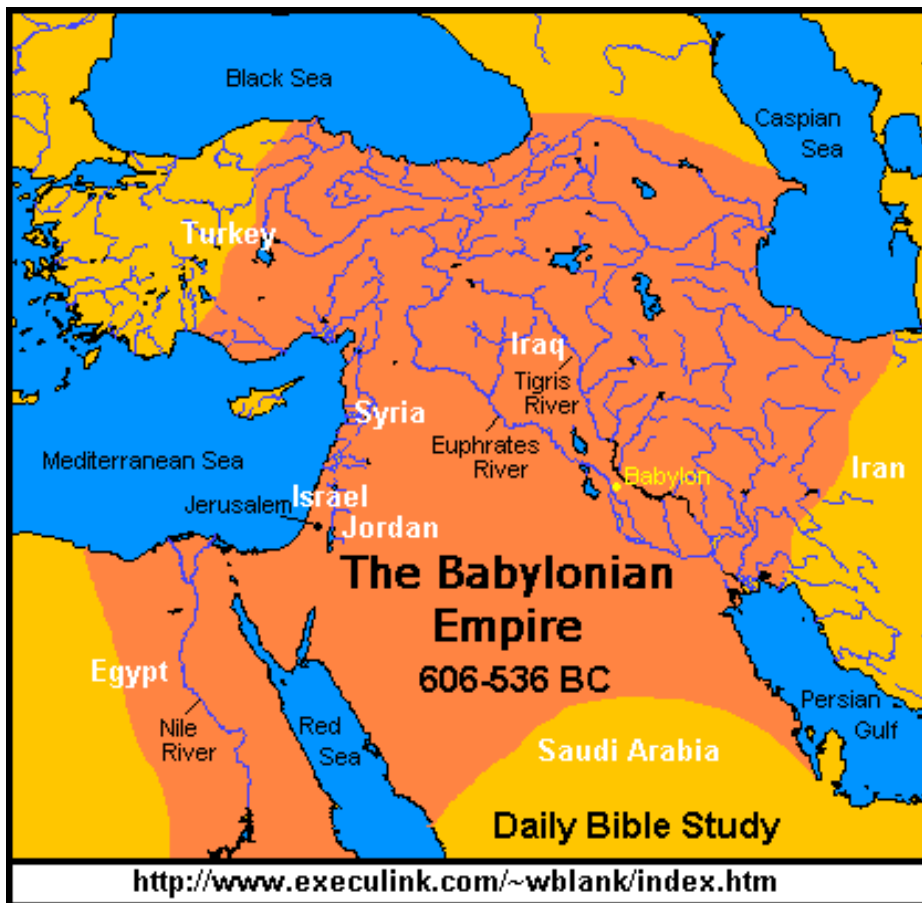 Black Sea
Caspian
Sea
Turkey
Iraq
Tigris
River
Syria
Euphrates
River
Mediterranean Sea
Babylon
Iran
Israel
Jerusalem
Jordan
The Babylonian
Empire
606-536 BC
Egypt
Nile
River
Red
Sea
Persian
Gulf
Saudi Arabia
Daily Bible Study
http://www.execulink.com/~wblank/index.htm